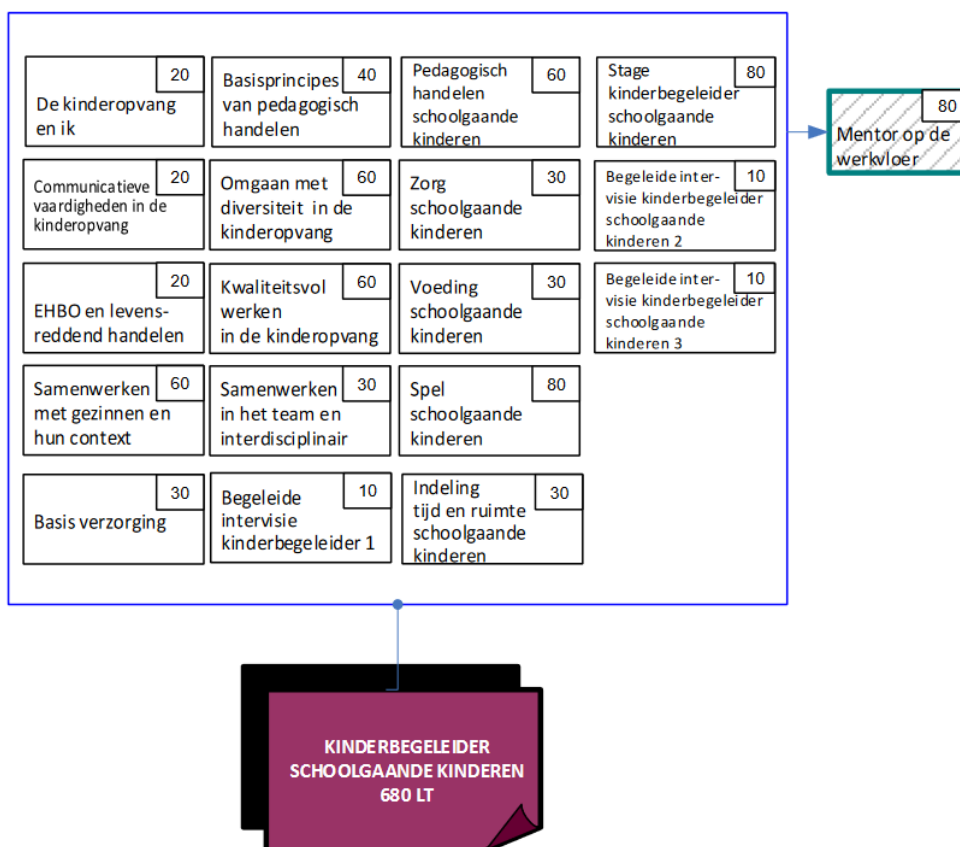 20
De kinderopvang
en ik
40
Basisprincipes
van pedagogisch
handelen
60
Pedagogisch
handelen
schoolgaande
kinderen
80
Stage
kinderbegeleider
schoolgaande
kinderen
80
Mentor op de
werkvloer
20
Communicatieve
vaardigheden in de
kinderopvang
60
Omgaan met
diversiteit in de
kinderopvang
30
Zorg
schoolgaande
kinderen
10
Begeleide inter-
visie kinderbegeleider
schoolgaande
kinderen 2
20
EHBO en levens-
reddend handelen
60
Kwaliteitsvol
werken
in de kinderopvang
30
Voeding
schoolgaande
kinderen
10
Begeleide inter-
visie kinderbegeleider
schoolgaande
kinderen 3
60
Samenwerken
met gezinnen en
hun context
30
Samenwerken
in het team en
interdisciplinair
80
Spel
schoolgaande
kinderen
30
Basis verzorging
10
Begeleide
intervisie
kinderbegeleider 1
30
Indeling
tijd en ruimte
schoolgaande
kinderen
KINDERBEGELEIDER
SCHOOLGAANDE KINDEREN
680 LT